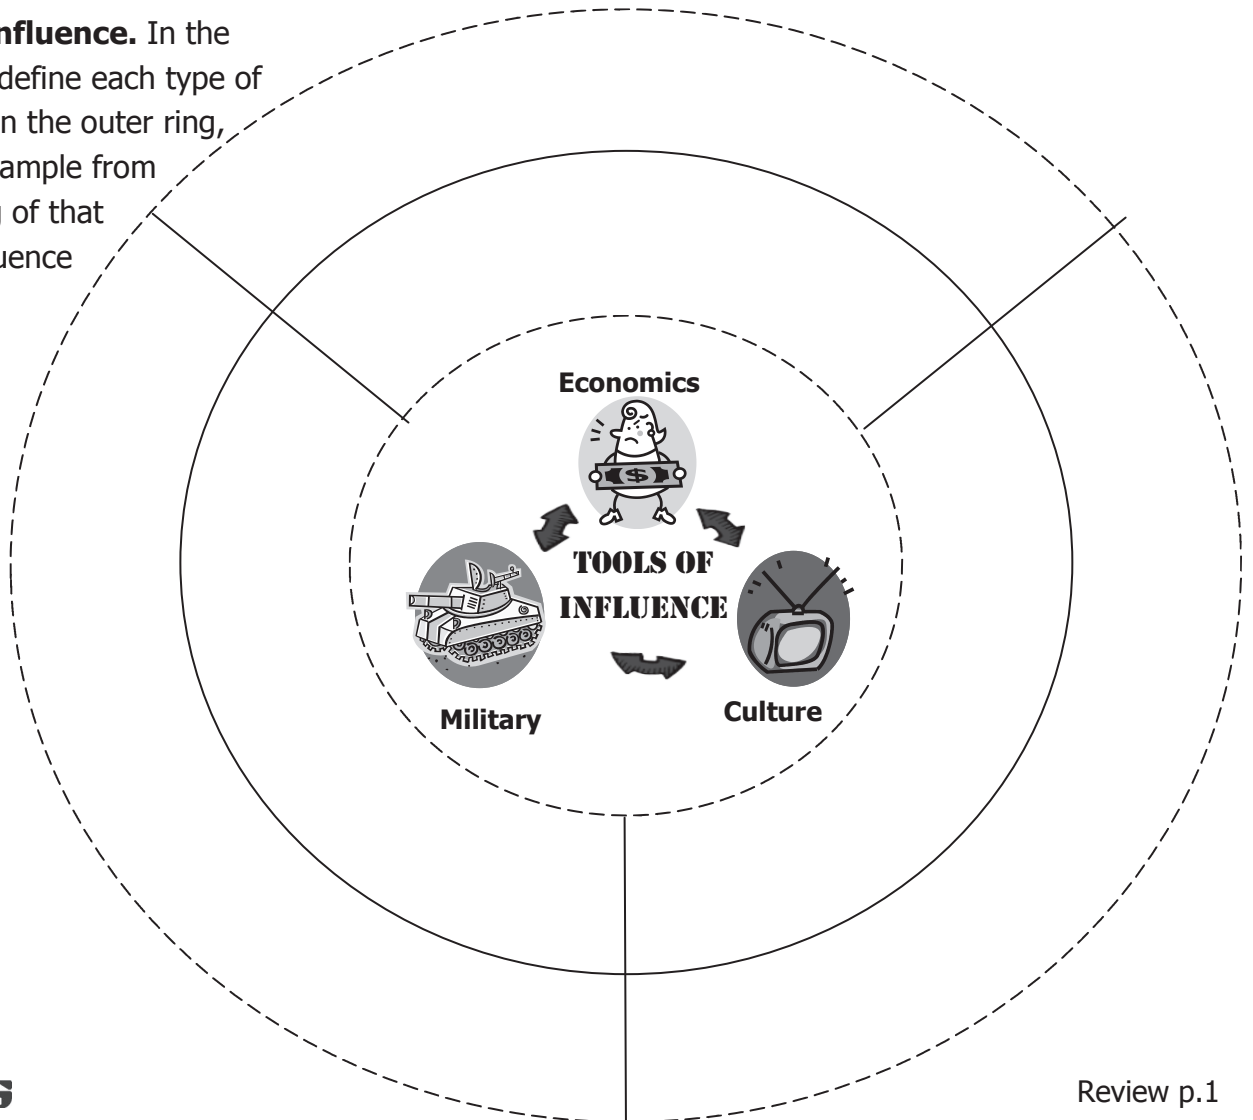 nfluence. In the
define each type of
n the outer ring,
ample from
of that
uence
Economics
$
TOOLS OF
INFLUENCE
Military
Culture
Review p.1